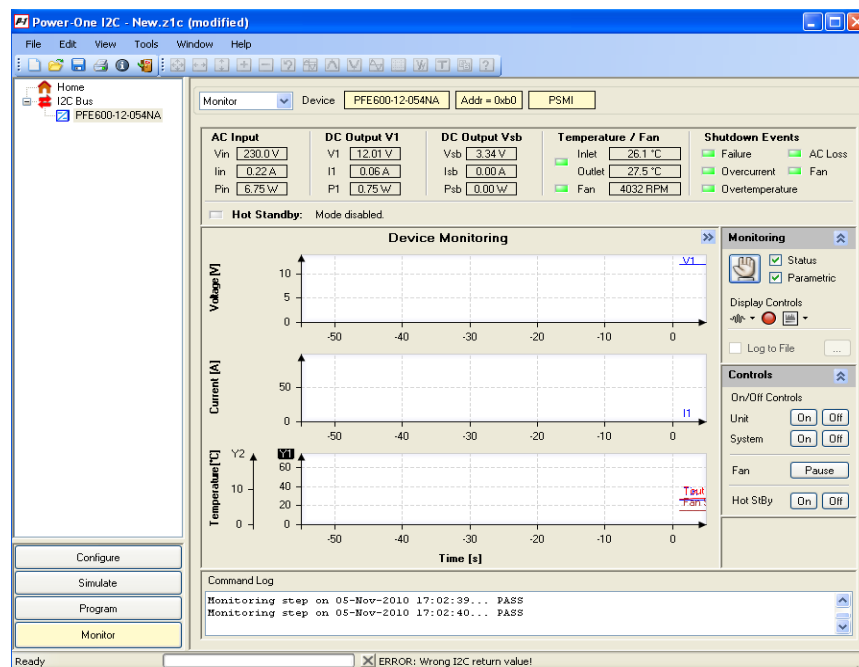 Power-One I2C - New.z1c (modified)
File Edit View Tools Window Help
Home
I2C Bus
PFE600-12-054NA
Monitor Device PFE600-12-054NA Addr = 0xb0 PSMI
AC Input DC Output V1 DC Output Vsb Temperature / Fan Shutdown Events
Vin 230.0 V V1 12.01 V Vsb 3.34 V Inlet 26.1 °C Failure AC Loss
Iin 0.22 A I1 0.06 A Isb 0.00 A Outlet 27.5 °C Overcurrent Fan
Pin 6.75 W P1 0.75 W Psb 0.00 W Fan 4032 RPM Overtemperature
Hot Standby: Mode disabled.
Device Monitoring
Voltage [V]
10
5
0
V1
-50 -40 -30 -20 -10 0
Current [A]
50
0
I1
-50 -40 -30 -20 -10 0
Temperature [°C]
Y2 Y1
60
10 40
20
0 0
-50 -40 -30 -20 -10 0
Time [s]
Monitoring
Status
Parametric
Display Controls
Log to File ...
Controls
On/Off Controls
Unit On Off
System On Off
Fan Pause
Hot StBy On Off
Configure
Simulate
Program
Monitor
Command Log
Monitoring step on 05-Nov-2010 17:02:39... PASS
Monitoring step on 05-Nov-2010 17:02:40... PASS
Ready ERROR: Wrong I2C return value!